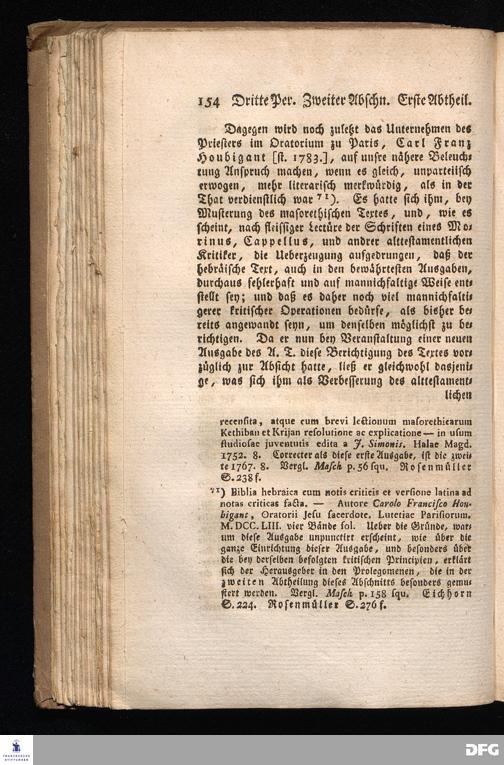 154 Dritte Per. Zweiter Abschn. Erste Abtheil.
Dagegen wird noch zuletzt das Unternehmen des
Priesters im Oratorium zu Paris, Carl Franz
Houbigant [st. 1783.], auf unsre nähere Beleuch-
tung Anspruch machen, wenn es gleich, unparteiisch
erwogen, mehr literarisch merkwürdig, als in der
That verdienstlich war 71). Es hatte sich ihm, bey
Musterung des masorethischen Textes, und, wie es
scheint, nach fleissiger Lectüre der Schriften eines Mo-
rinus, Cappellus, und andrer alttestamentlichen
Kritiker, die Ueberzeugung aufgedrungen, daß der
hebräische Text, auch in den bewährtesten Ausgaben,
durchaus fehlerhaft und auf mannichfaltige Weise ent-
stellt sey; und daß es daher noch viel mannichfalti-
gerer kritischer Operationen bedürfe, als bisher be-
reits angewandt seyn, um denselben möglichst zu be-
richtigen. Da er nun bey Veranstaltung einer neuen
Ausgabe des A. T. diese Berichtigung des Textes vor-
züglich zur Absicht hatte, ließ er gleichwohl dasjeni-
ge, was sich ihm als Verbesserung des alttestament-
lichen
recensita, atque cum brevi lectionum masorethicarum
Kethiban et Krijan resolutione ac explicatione — in usum
studiosae juventutis edita a J. Simonis. Halae Magd.
1752. 8. Correcter als diese erste Ausgabe, ist die zwei-
te 1767. 8. Vergl. Masch p. 56 squ. Rosenmüller
S. 238 f.
71) Biblia hebraica cum notis criticis et versione latina ad
notas criticas facta. — Autore Carolo Francisco Hou-
bigant, Oratorii Jesu sacerdote. Lutetiae Parisiorum.
M. DCC. LIII. vier Bände fol. Ueber die Gründe, war-
um diese Ausgabe unpunctirt erscheint, wie über die
ganze Einrichtung dieser Ausgabe, und besonders über
die bey derselben befolgten kritischen Principien, erklärt
sich der Herausgeber in den Prolegomenen, die in der
zweiten Abtheilung dieses Abschnitts besonders gemu-
stert werden. Vergl. Masch p. 158 squ. Eichhorn
S. 224. Rosenmüller S. 276 f.
FRANCKESCHE
STIFTUNGEN
DFG